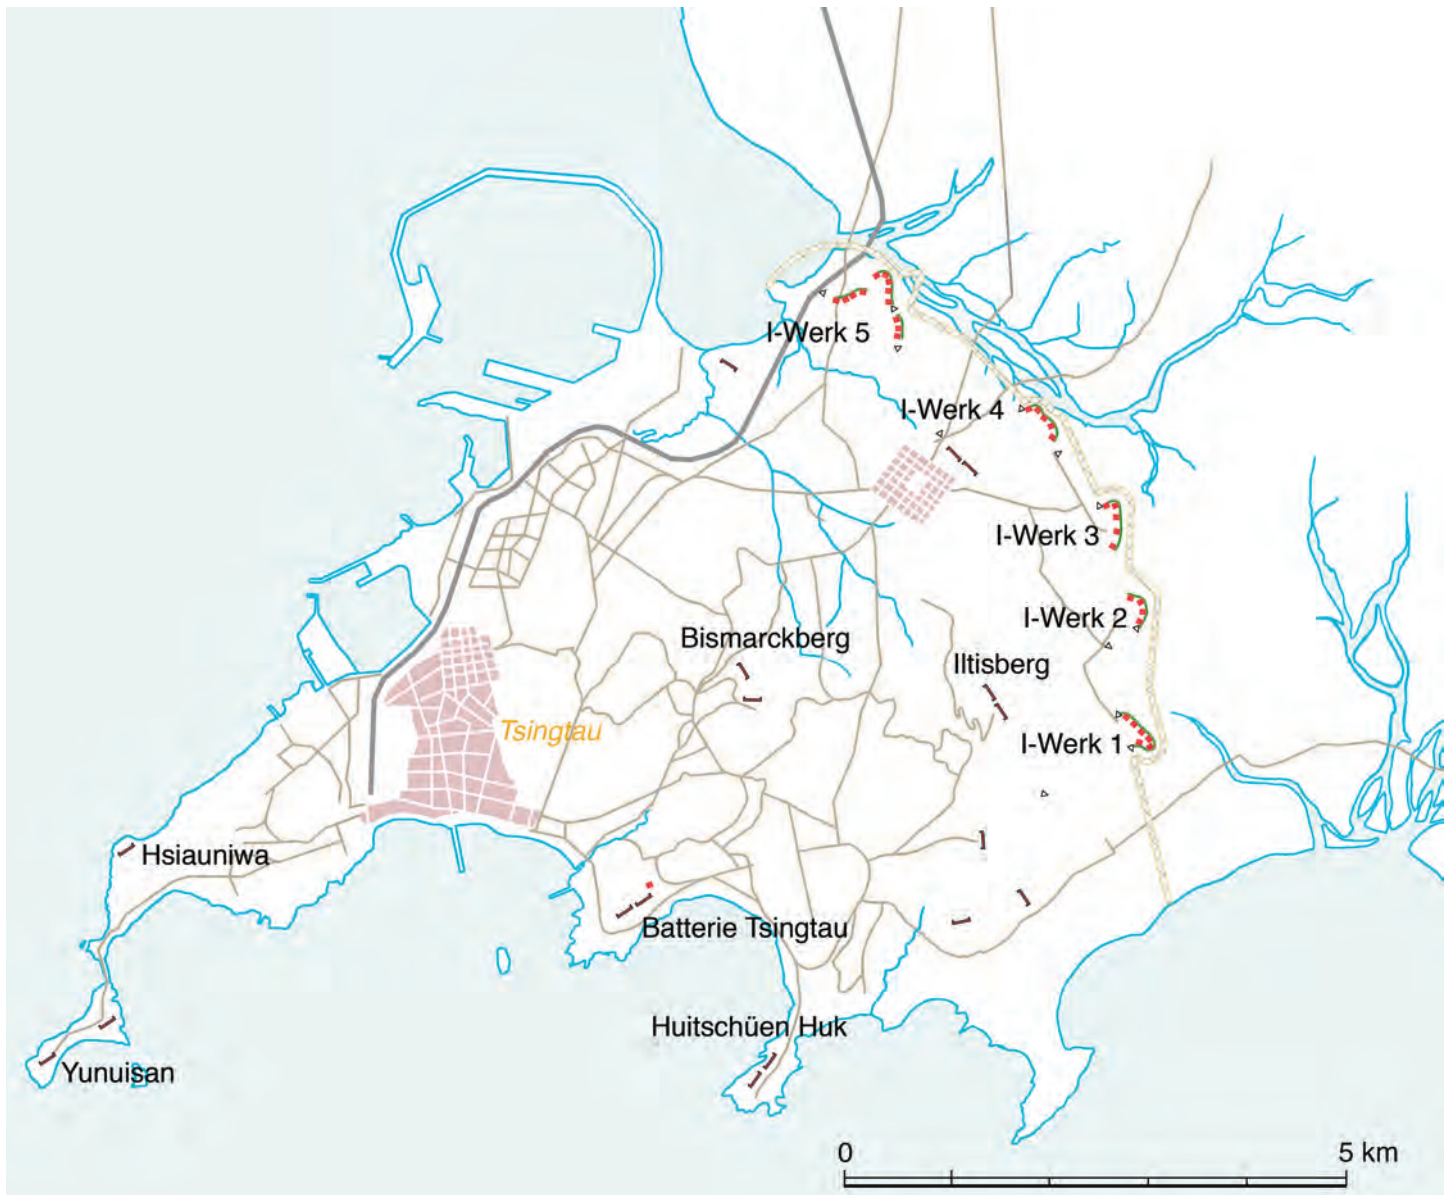 I-Werk 5
I-Werk 4
I-Werk 3
I-Werk 2
Bismarckberg
Iltisberg
Tsingtau
I-Werk 1
Hsiauniwa
Batterie Tsingtau
Huitschüen Huk
Yunuisan
0 5 km